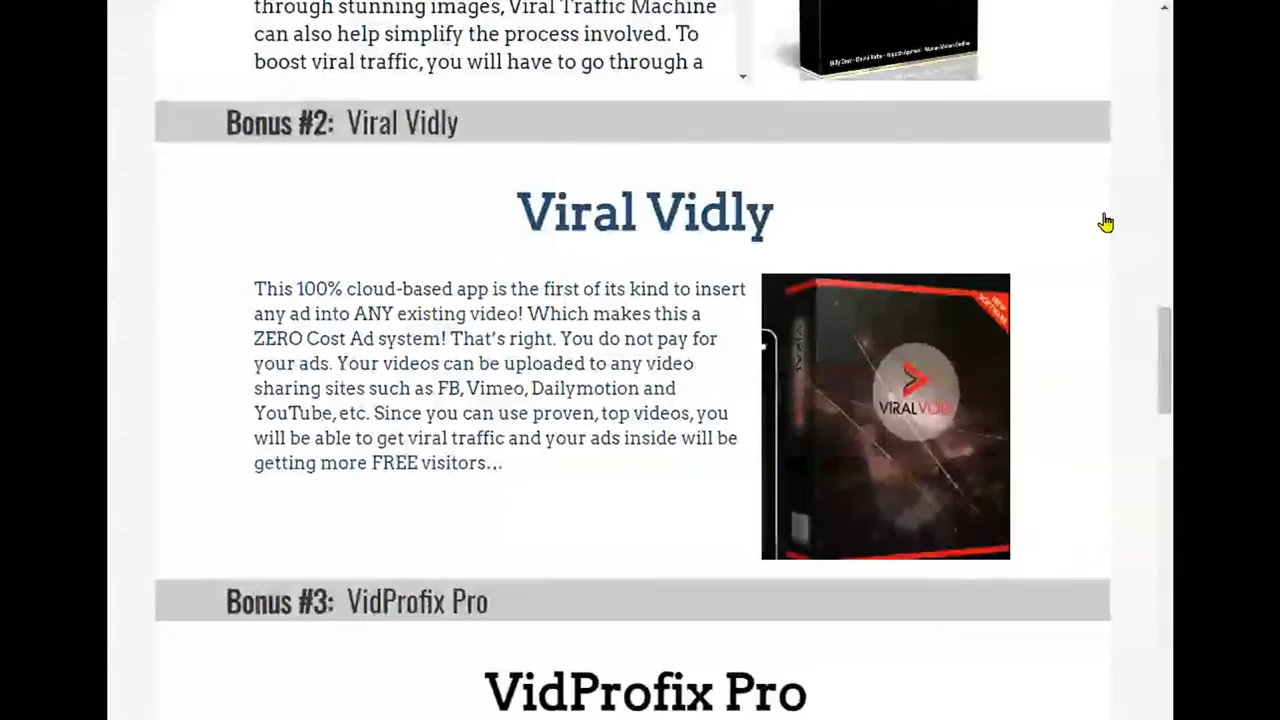 through stunning images, Viral Traffic Machine
can also help simplify the process involved. To
boost viral traffic, you will have to go through a
Bonus #2: Viral Vidly
Viral Vidly
This 100% cloud-based app is the first of its kind to insert
any ad into ANY existing video! Which makes this a
ZERO Cost Ad system! That's right. You do not pay for
your ads. Your videos can be uploaded to any video
sharing sites such as FB, Vimeo, Dailymotion and
YouTube, etc. Since you can use proven, top videos, you
will be able to get viral traffic and your ads inside will be
getting more FREE visitors…
NEW
SOFTWARE
Bonus #3: VidProfix Pro
VidProfix Pro